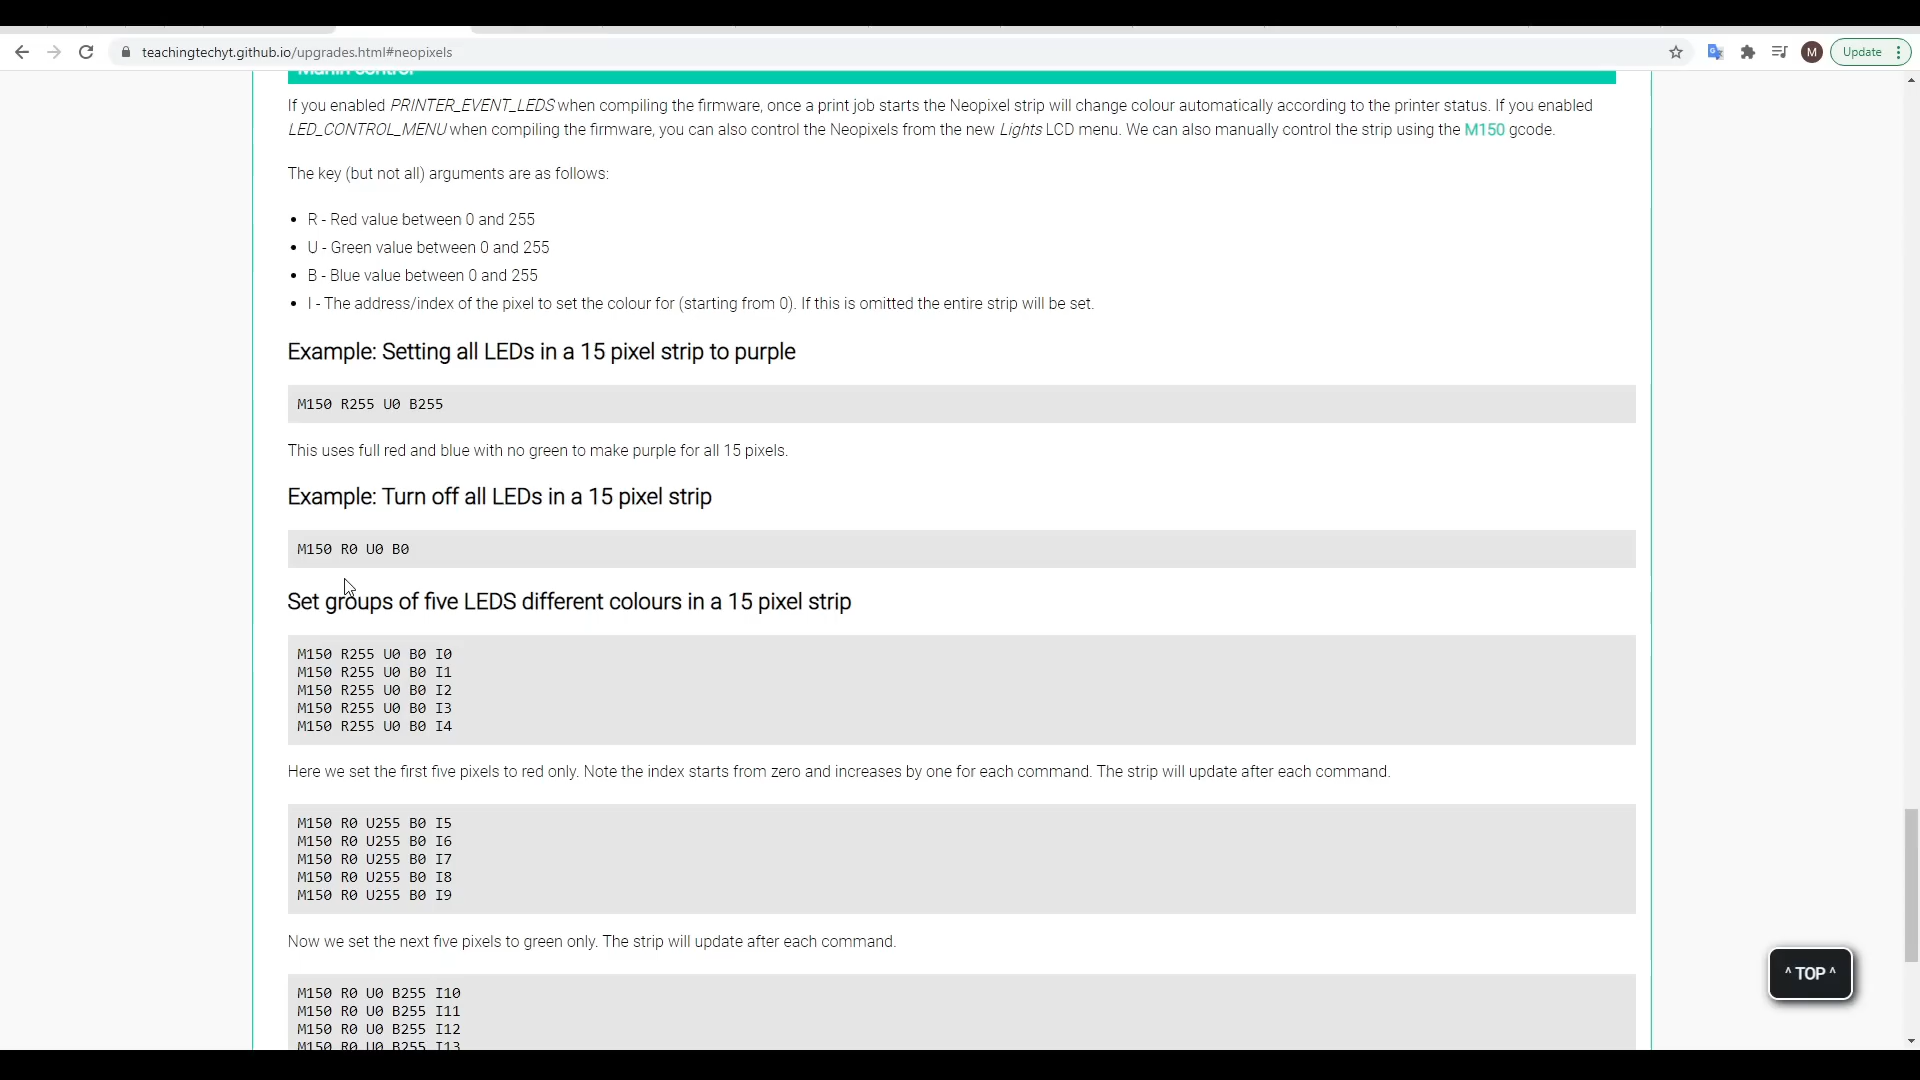 teachingtechyt.github.io/upgrades.html#neopixels
M
Update
Marlin control
If you enabled PRINTER_EVENT_LEDS when compiling the firmware, once a print job starts the Neopixel strip will change colour automatically according to the printer status. If you enabled
LED_CONTROL_MENU when compiling the firmware, you can also control the Neopixels from the new Lights LCD menu. We can also manually control the strip using the M150 gcode.
The key (but not all) arguments are as follows:
• R - Red value between 0 and 255
• U - Green value between 0 and 255
• B - Blue value between 0 and 255
• I - The address/index of the pixel to set the colour for (starting from 0). If this is omitted the entire strip will be set.
Example: Setting all LEDs in a 15 pixel strip to purple
M150 R255 U0 B255
This uses full red and blue with no green to make purple for all 15 pixels.
Example: Turn off all LEDs in a 15 pixel strip
M150 R0 U0 B0
Set groups of five LEDS different colours in a 15 pixel strip
M150 R255 U0 B0 I0
M150 R255 U0 B0 I1
M150 R255 U0 B0 I2
M150 R255 U0 B0 I3
M150 R255 U0 B0 I4
Here we set the first five pixels to red only. Note the index starts from zero and increases by one for each command. The strip will update after each command.
M150 R0 U255 B0 I5
M150 R0 U255 B0 I6
M150 R0 U255 B0 I7
M150 R0 U255 B0 I8
M150 R0 U255 B0 I9
Now we set the next five pixels to green only. The strip will update after each command.
^ TOP ^
M150 R0 U0 B255 I10
M150 R0 U0 B255 I11
M150 R0 U0 B255 I12
M150 R0 U0 B255 I13